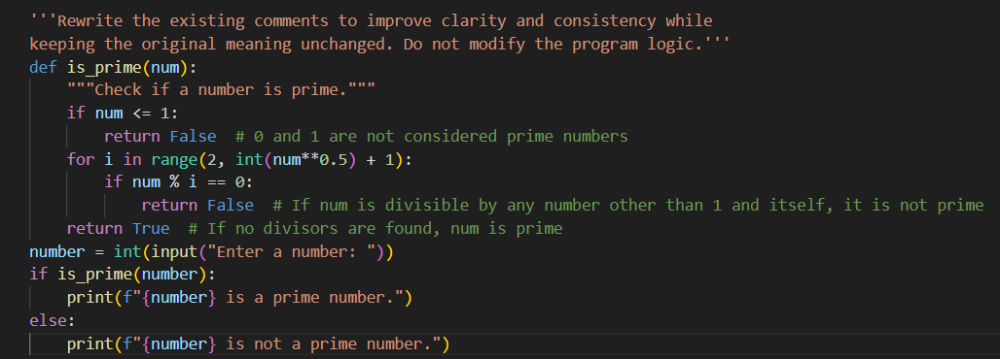 '''Rewrite the existing comments to improve clarity and consistency while
keeping the original meaning unchanged. Do not modify the program logic.'''
def is_prime(num):
    """Check if a number is prime."""
    if num <= 1:
        return False  # 0 and 1 are not considered prime numbers
    for i in range(2, int(num**0.5) + 1):
        if num % i == 0:
            return False  # If num is divisible by any number other than 1 and itself, it is not prime
    return True  # If no divisors are found, num is prime
number = int(input("Enter a number: "))
if is_prime(number):
    print(f"{number} is a prime number.")
else:
    print(f"{number} is not a prime number.")